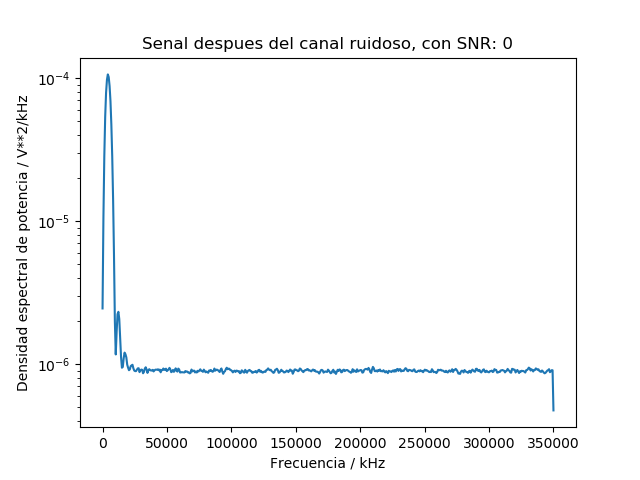 Senal despues del canal ruidoso, con SNR: 0
Densidad espectral de potencia / V**2/kHz
10⁻⁴
10⁻⁵
10⁻⁶
0 50000 100000 150000 200000 250000 300000 350000
Frecuencia / kHz